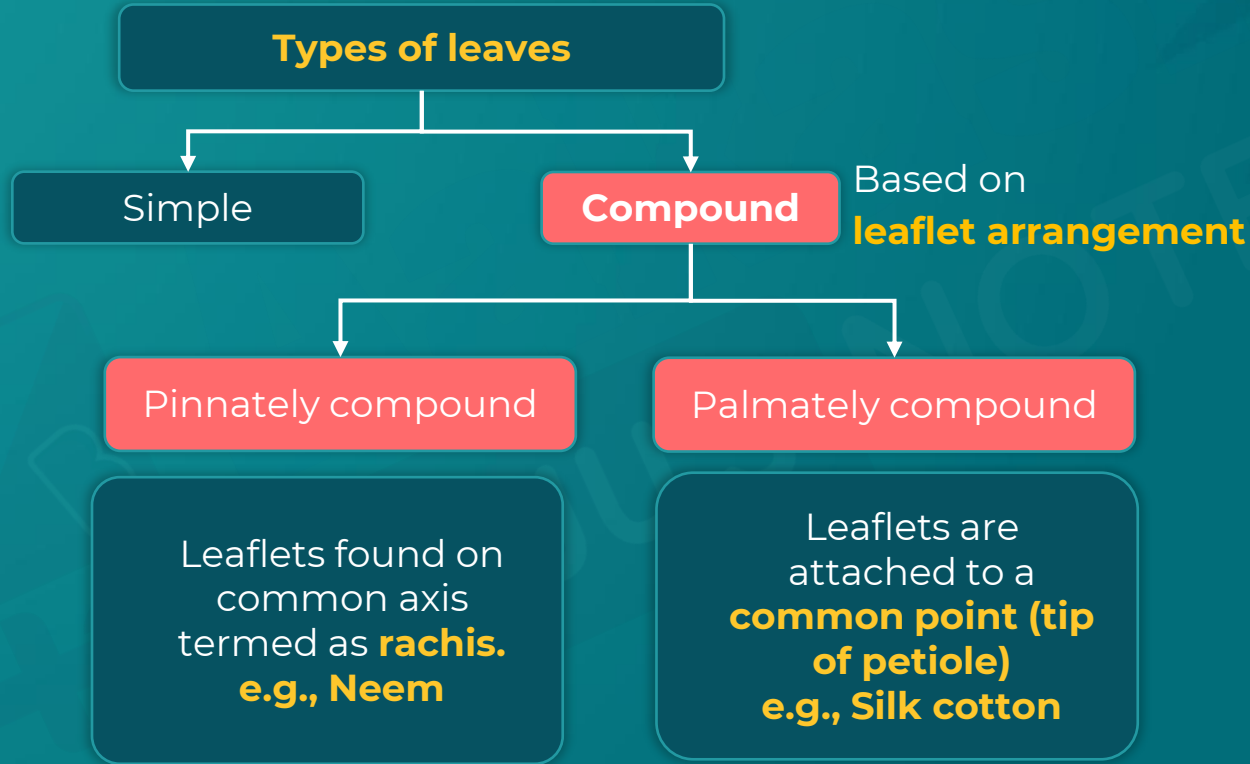 Types of leaves
Simple
Compound
Based on
leaflet arrangement
Pinnately compound
Palmately compound
Leaflets found on
common axis
termed as rachis.
e.g., Neem
Leaflets are
attached to a
common point (tip
of petiole)
e.g., Silk cotton